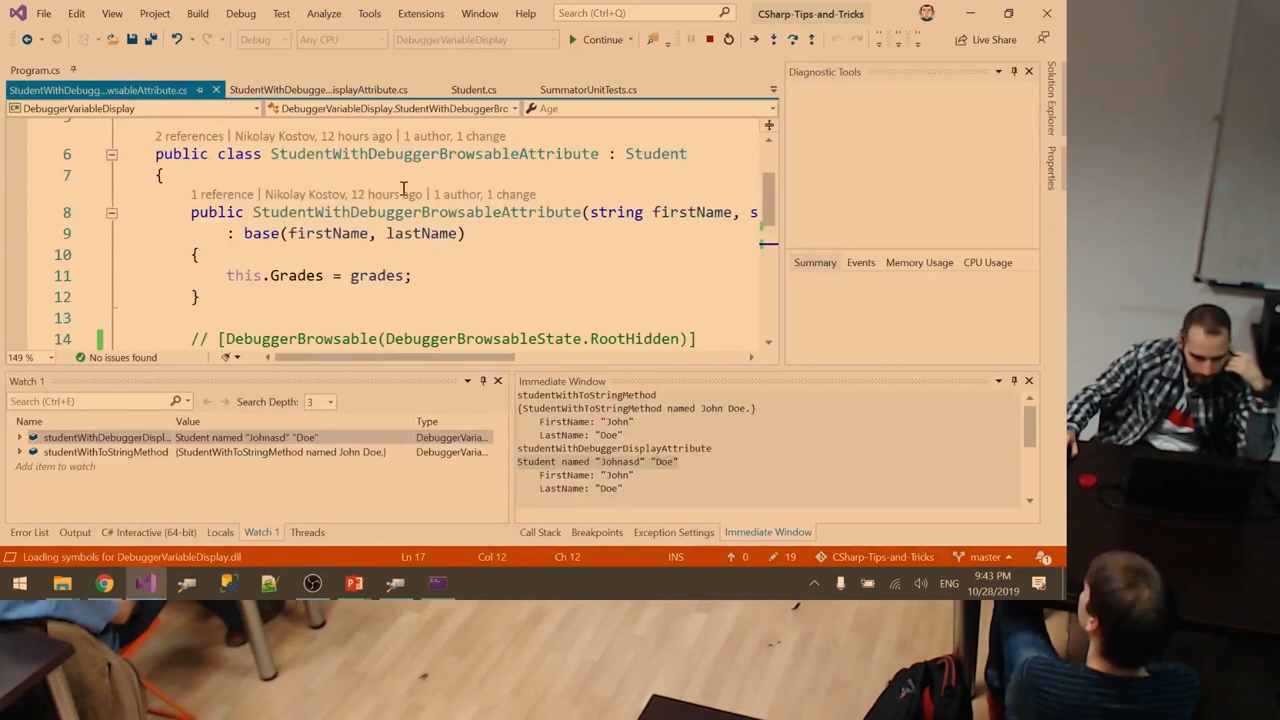 File Edit View Project Build Debug Test Analyze Tools Extensions Window Help Search (Ctrl+Q) CSharp-Tips-and-Tricks
Debug Any CPU DebuggerVariableDisplay Continue Live Share
Program.cs
StudentWithDebugg...wsableAttribute.cs StudentWithDebugge...isplayAttribute.cs Student.cs SummatorUnitTests.cs
DebuggerVariableDisplay DebuggerVariableDisplay.StudentWithDebuggerBro Age
2 references | Nikolay Kostov, 12 hours ago | 1 author, 1 change
6 public class StudentWithDebuggerBrowsableAttribute : Student
7 {
1 reference | Nikolay Kostov, 12 hours ago | 1 author, 1 change
8 public StudentWithDebuggerBrowsableAttribute(string firstName, s
9 : base(firstName, lastName)
10 {
11 this.Grades = grades;
12 }
13
14 // [DebuggerBrowsable(DebuggerBrowsableState.RootHidden)]
149 % No issues found
Diagnostic Tools
Summary Events Memory Usage CPU Usage
Solution Explorer
Properties
Watch 1
Search (Ctrl+E) Search Depth: 3
Name Value Type
studentWithDebuggerDispl... Student named "Johnasd" "Doe" DebuggerVaria...
studentWithToStringMethod {StudentWithToStringMethod named John Doe.} DebuggerVaria...
Add item to watch
Error List Output C# Interactive (64-bit) Locals Watch 1 Threads
Immediate Window
studentWithToStringMethod
{StudentWithToStringMethod named John Doe.}
FirstName: "John"
LastName: "Doe"
studentWithDebuggerDisplayAttribute
Student named "Johnasd" "Doe"
FirstName: "John"
LastName: "Doe"
Call Stack Breakpoints Exception Settings Immediate Window
Loading symbols for DebuggerVariableDisplay.dll Ln 17 Col 12 Ch 12 INS 0 19 CSharp-Tips-and-Tricks master 1
ENG 9:43 PM
10/28/2019